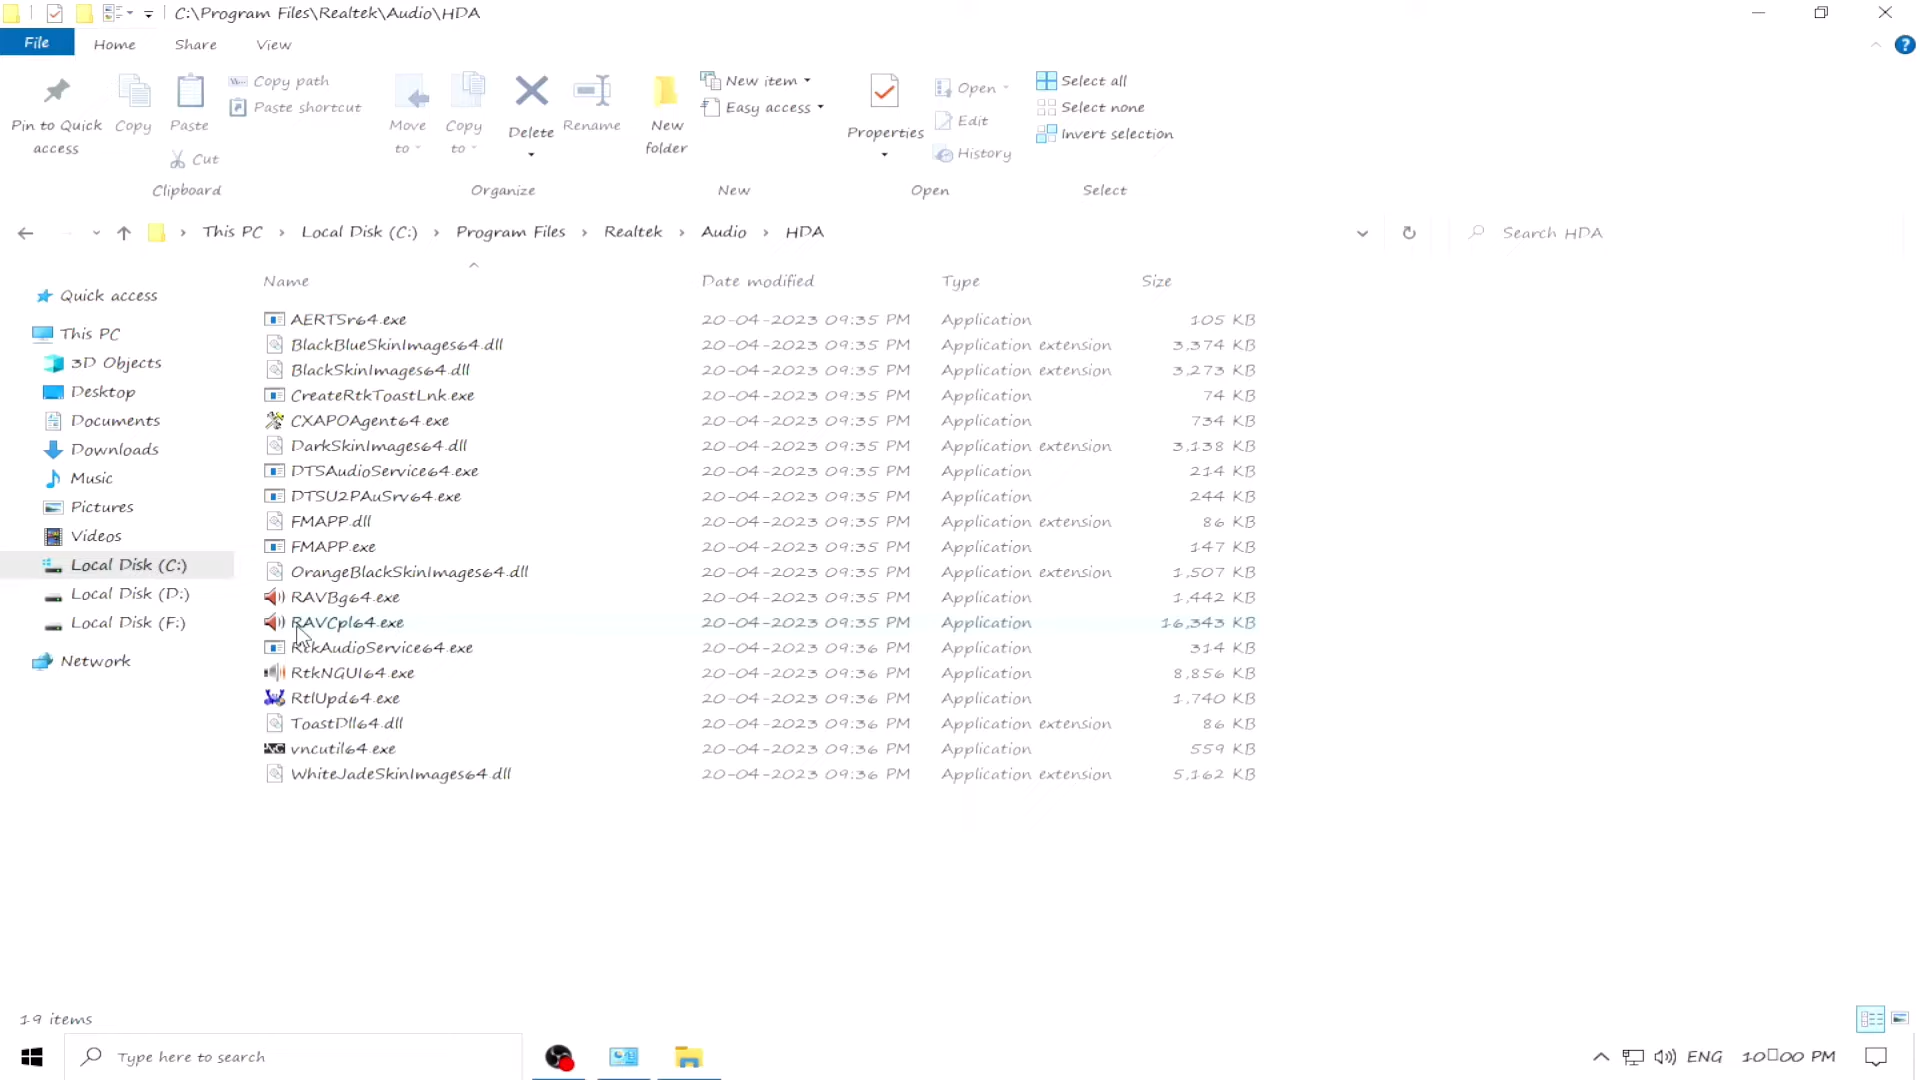 C:\Program Files\Realtek\Audio\HDA
File Home Share View
Pin to Quick access
Copy
Paste
Copy path
Paste shortcut
Cut
Clipboard
Move to
Copy to
Delete
Rename
Organize
New folder
New item
Easy access
New
Properties
Open
Edit
History
Open
Select all
Select none
Invert selection
Select
This PC > Local Disk (C:) > Program Files > Realtek > Audio > HDA
Search HDA
Quick access
This PC
3D Objects
Desktop
Documents
Downloads
Music
Pictures
Videos
Local Disk (C:)
Local Disk (D:)
Local Disk (F:)
Network
Name Date modified Type Size
AERTSr64.exe 20-04-2023 09:35 PM Application 105 KB
BlackBlueSkinImages64.dll 20-04-2023 09:35 PM Application extension 3,374 KB
BlackSkinImages64.dll 20-04-2023 09:35 PM Application extension 3,273 KB
CreateRtkToastLnk.exe 20-04-2023 09:35 PM Application 74 KB
CXAPOAgent64.exe 20-04-2023 09:35 PM Application 734 KB
DarkSkinImages64.dll 20-04-2023 09:35 PM Application extension 3,138 KB
DTSAudioService64.exe 20-04-2023 09:35 PM Application 214 KB
DTSU2PAuSrv64.exe 20-04-2023 09:35 PM Application 244 KB
FMAPP.dll 20-04-2023 09:35 PM Application extension 86 KB
FMAPP.exe 20-04-2023 09:35 PM Application 147 KB
OrangeBlackSkinImages64.dll 20-04-2023 09:35 PM Application extension 1,507 KB
RAVBg64.exe 20-04-2023 09:35 PM Application 1,442 KB
RAVCpl64.exe 20-04-2023 09:35 PM Application 16,343 KB
RtkAudioService64.exe 20-04-2023 09:35 PM Application 314 KB
RtkNGUI64.exe 20-04-2023 09:36 PM Application 8,856 KB
RtlUpd64.exe 20-04-2023 09:36 PM Application 1,740 KB
ToastDll64.dll 20-04-2023 09:36 PM Application extension 86 KB
vncutil64.exe 20-04-2023 09:36 PM Application 559 KB
WhiteJadeSkinImages64.dll 20-04-2023 09:36 PM Application extension 5,162 KB
19 items
Type here to search
ENG 10▯00 PM